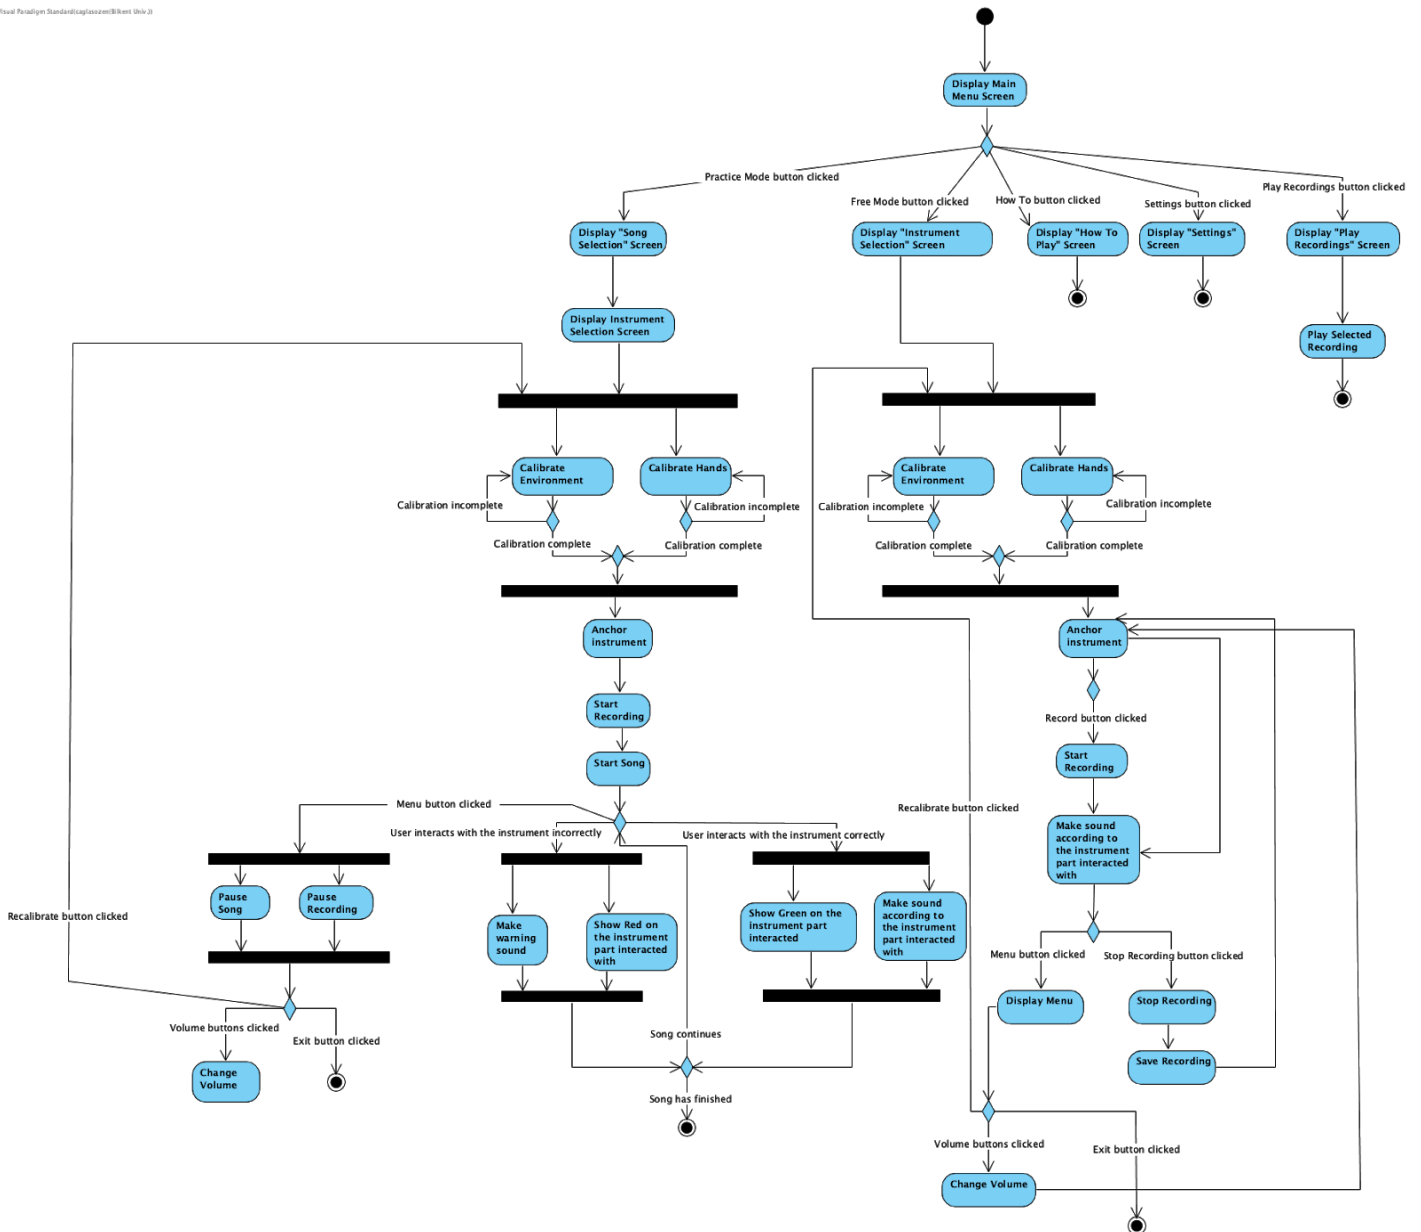 Visual Paradigm Standard(caglasozen(Bilkent Univ.))
Display Main
Menu Screen
Practice Mode button clicked
Free Mode button clicked
How To button clicked
Settings button clicked
Play Recordings button clicked
Display "Song
Selection" Screen
Display "Instrument
Selection" Screen
Display "How To
Play" Screen
Display "Settings"
Screen
Display "Play
Recordings" Screen
Display Instrument
Selection Screen
Play Selected
Recording
Calibrate
Environment
Calibrate Hands
Calibration incomplete
Calibration incomplete
Calibration complete
Calibration complete
Calibrate
Environment
Calibrate Hands
Calibration incomplete
Calibration incomplete
Calibration complete
Calibration complete
Anchor
instrument
Start
Recording
Start Song
Anchor
instrument
Record button clicked
Start
Recording
Make sound
according to
the instrument
part interacted
with
Menu button clicked
User interacts with the instrument incorrectly
User interacts with the instrument correctly
Recalibrate button clicked
Recalibrate button clicked
Pause
Song
Pause
Recording
Make
warning
sound
Show Red on
the instrument
part interacted
with
Show Green on the
instrument part
interacted
Make sound
according to
the instrument
part interacted
with
Menu button clicked
Stop Recording button clicked
Display Menu
Stop Recording
Save Recording
Volume buttons clicked
Exit button clicked
Change
Volume
Song continues
Song has finished
Volume buttons clicked
Exit button clicked
Change Volume